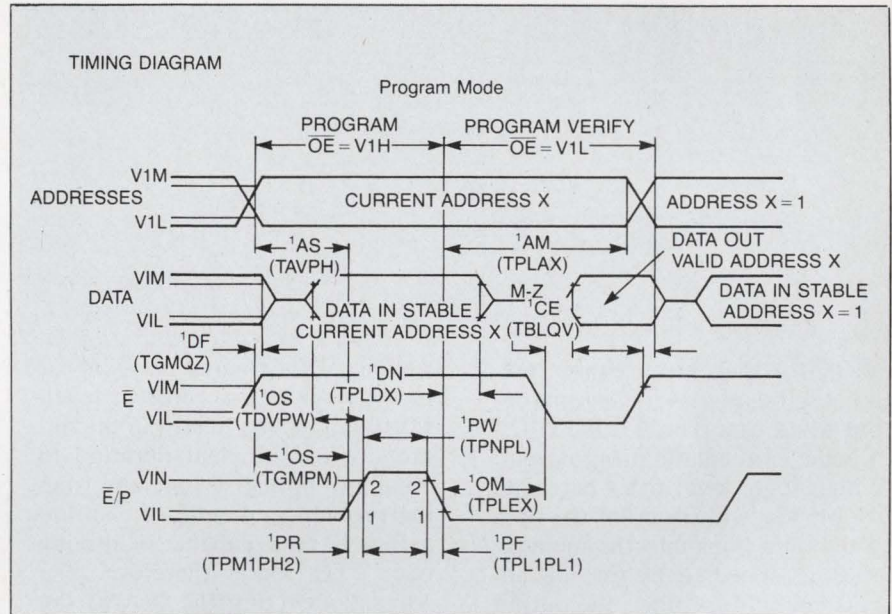 TIMING DIAGRAM
Program Mode
PROGRAM
OE = V1H
PROGRAM VERIFY
OE = V1L
V1M
ADDRESSES
V1L
CURRENT ADDRESS X
ADDRESS X = 1
1AS
(TAVPH)
1AM
(TPLAX)
DATA OUT
VALID ADDRESS X
VIM
DATA
VIL
DATA IN STABLE
CURRENT ADDRESS X
M-Z
1CE
(TBLQV)
DATA IN STABLE
ADDRESS X = 1
1DF
(TGMQZ)
1DN
(TPLDX)
VIM
E
VIL
1OS
(TDVPW)
1PW
(TPNPL)
1OS
(TGMPM)
VIN
E/P
VIL
2
2
1
1OM
(TPLEX)
1PR
(TPM1PH2)
1PF
(TPL1PL1)